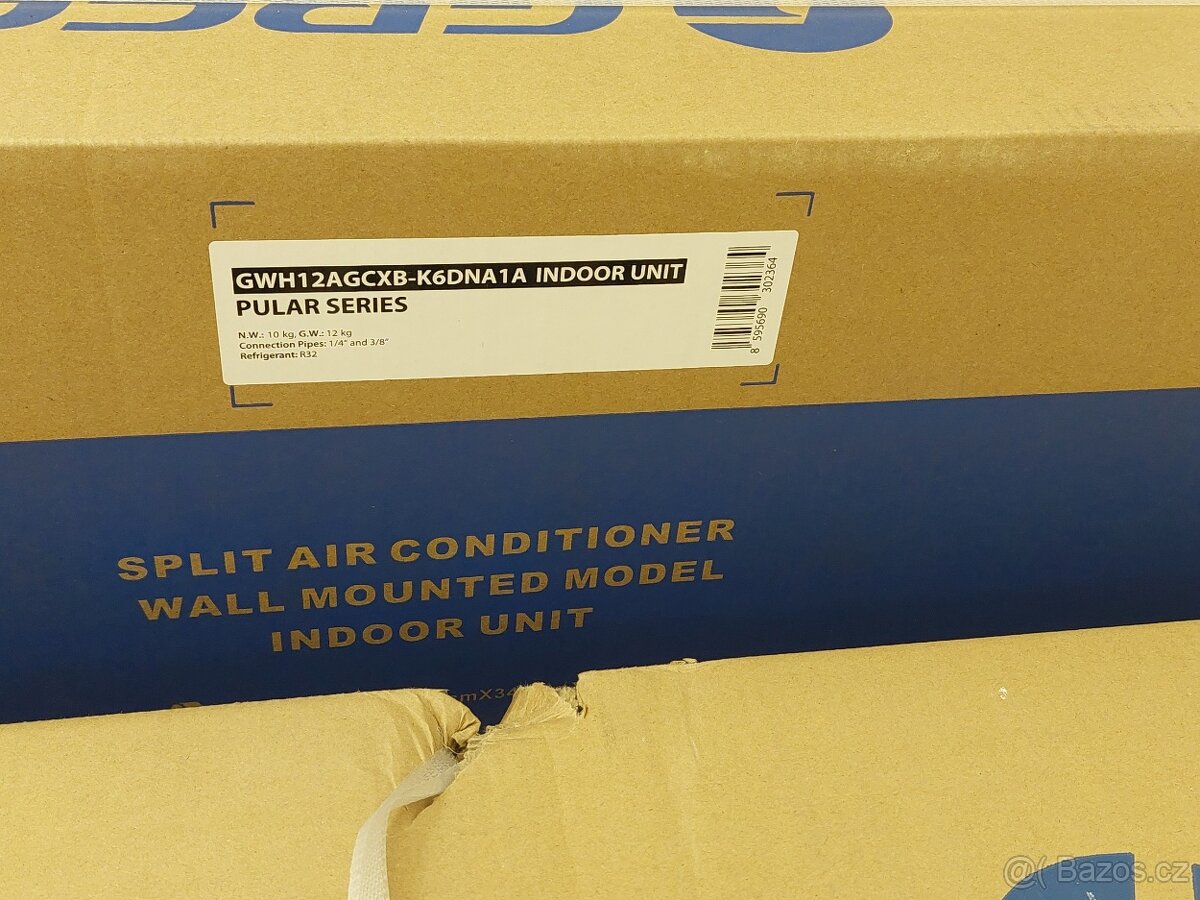 GWH12AGCXB-K6DNA1A INDOOR UNIT
PULAR SERIES
N.W.: 10 kg, G.W.: 12 kg
Connection Pipes: 1/4" and 3/8"
Refrigerant: R32
8 595690 302364
SPLIT AIR CONDITIONER
WALL MOUNTED MODEL
INDOOR UNIT
mX34
Bazos.cz